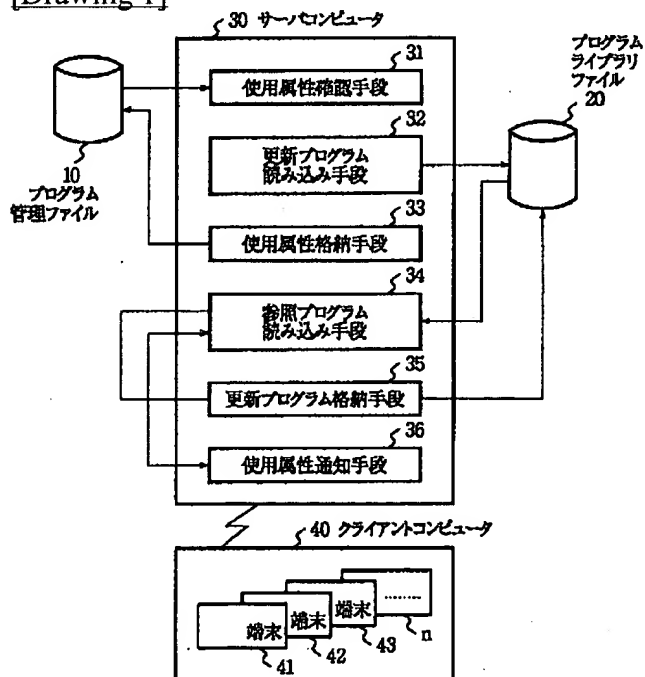 [Drawing 1]
30 サーバコンピュータ
31
使用属性確認手段
32
更新プログラム
読み込み手段
33
使用属性格納手段
34
参照プログラム
読み込み手段
35
更新プログラム格納手段
36
使用属性通知手段
10
プログラム
管理ファイル
プログラム
ライブラリ
ファイル
20
40 クライアントコンピュータ
端末
端末
端末
.........
41
42
43
n